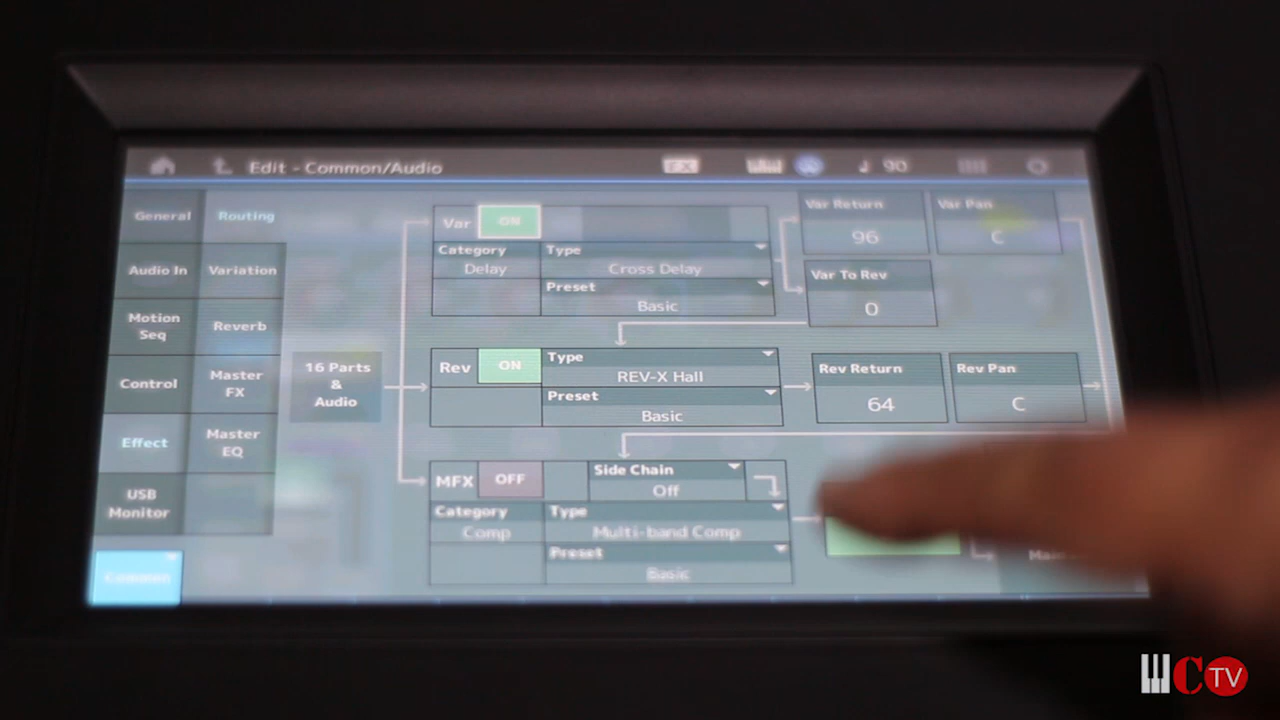 Edit - Common/Audio
FX
90
General
Routing
Audio In
Variation
Motion
Seq
Reverb
Control
Master
FX
Effect
Master
EQ
USB
Monitor
Common
16 Parts
&
Audio
Var
ON
Category
Delay
Type
Cross Delay
Preset
Basic
Var Return
96
Var Pan
C
Var To Rev
0
Rev
ON
Type
REV-X Hall
Preset
Basic
Rev Return
64
Rev Pan
C
MFX
OFF
Side Chain
Off
Category
Comp
Type
Multi-band Comp
Preset
Basic
C TV